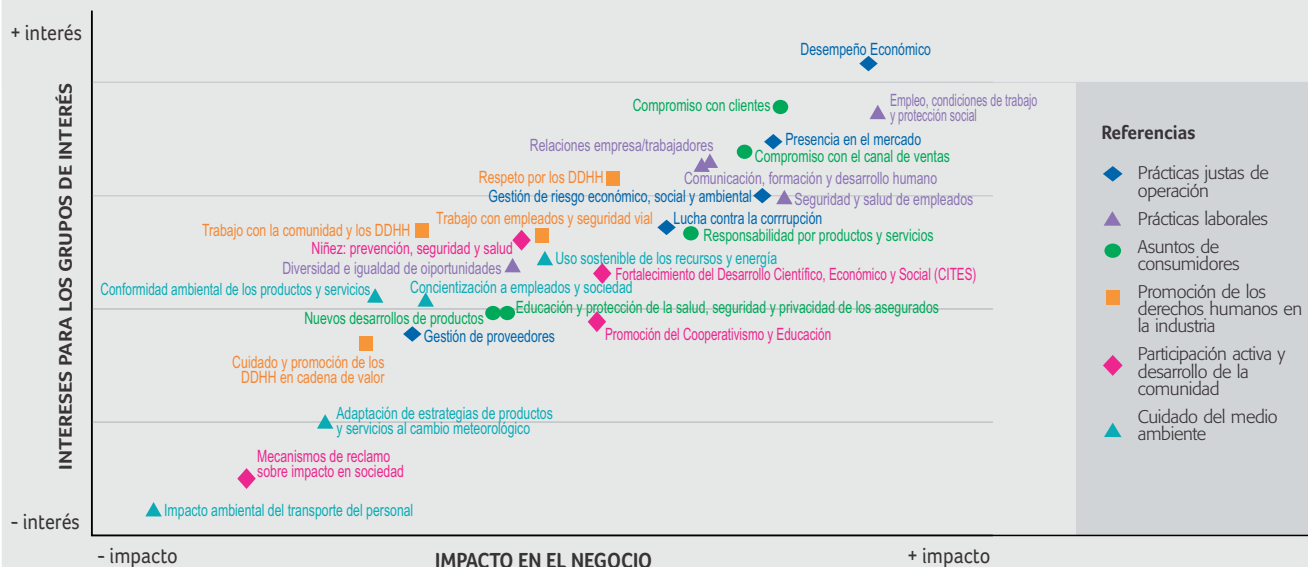 + interés
INTERESES PARA LOS GRUPOS DE INTERÉS
- interés
Desempeño Económico
Compromiso con clientes
Empleo, condiciones de trabajo
y protección social
Presencia en el mercado
Relaciones empresa/trabajadores
Compromiso con el canal de ventas
Respeto por los DDHH
Comunicación, formación y desarrollo humano
Gestión de riesgo económico, social y ambiental
Seguridad y salud de empleados
Trabajo con empleados y seguridad vial
Lucha contra la corrrupción
Trabajo con la comunidad y los DDHH
Responsabilidad por productos y servicios
Niñez: prevención, seguridad y salud
Uso sostenible de los recursos y energía
Diversidad e igualdad de oiportunidades
Fortalecimiento del Desarrollo Científico, Económico y Social (CITES)
Conformidad ambiental de los productos y servicios
Concientización a empleados y sociedad
Educación y protección de la salud, seguridad y privacidad de los asegurados
Nuevos desarrollos de productos
Gestión de proveedores
Promoción del Cooperativismo y Educación
Cuidado y promoción de los
DDHH en cadena de valor
Adaptación de estrategias de productos
y servicios al cambio meteorológico
Mecanismos de reclamo
sobre impacto en sociedad
Impacto ambiental del transporte del personal
- impacto
IMPACTO EN EL NEGOCIO
+ impacto
Referencias
Prácticas justas de
operación
Prácticas laborales
Asuntos de
consumidores
Promoción de los
derechos humanos en
la industria
Participación activa y
desarrollo de la
comunidad
Cuidado del medio
ambiente